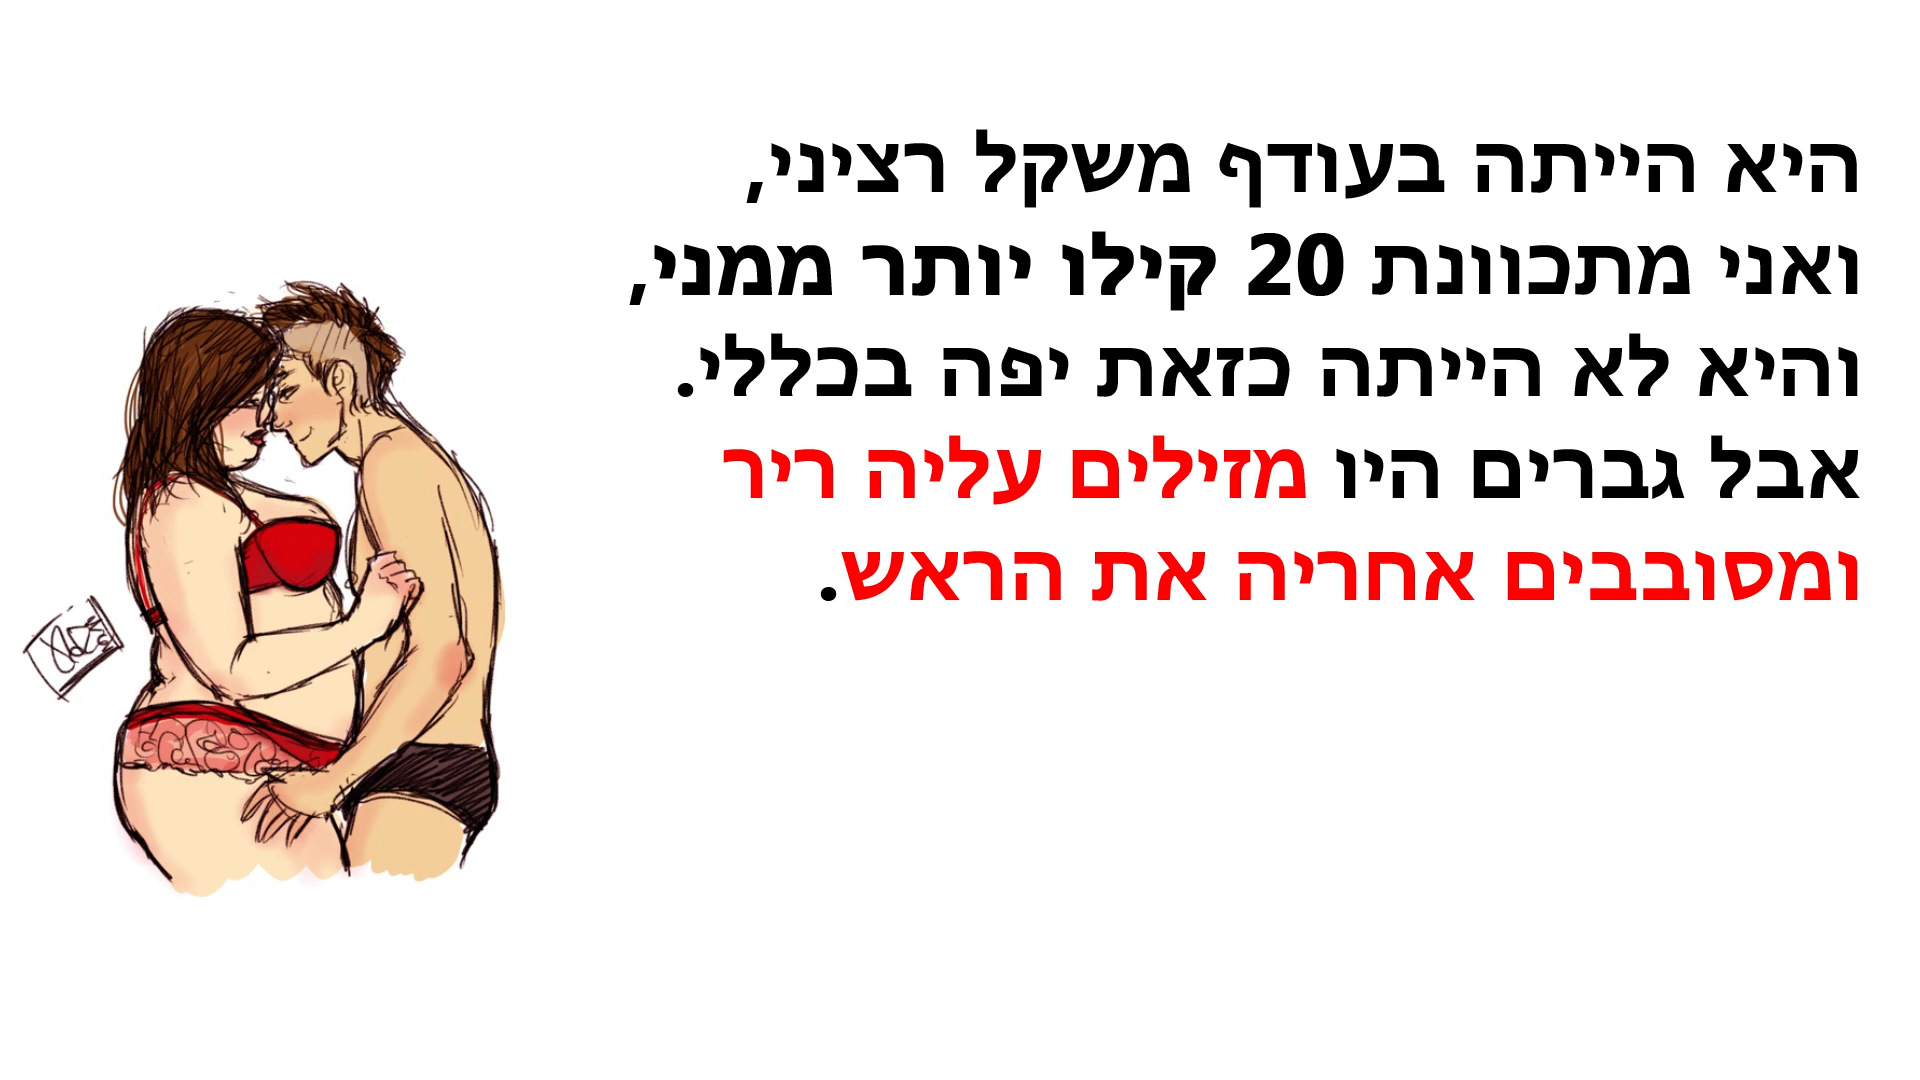 היא הייתה בעודף משקל רציני,
ואני מתכוונת 20 קילו יותר ממני,
והיא לא הייתה כזאת יפה בכללי.
אבל גברים היו מזילים עליה ריר
ומסובבים אחריה את הראש.